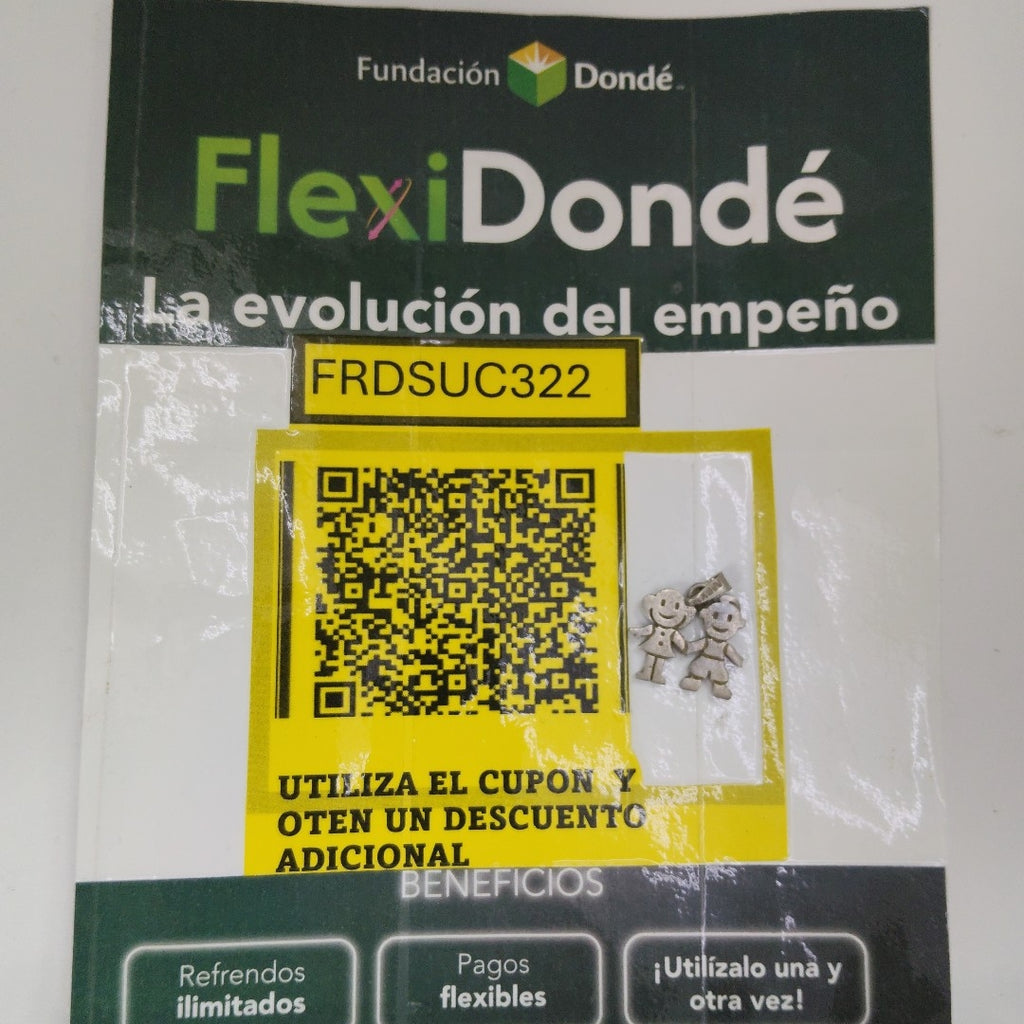 Fundación Dondé
FlexiDondé
La evolución del empeño
FRDSUC322
UTILIZA EL CUPON Y
OTEN UN DESCUENTO
ADICIONAL
BENEFICIOS
Refrendos
ilimitados
Pagos
flexibles
¡Utilízalo una y
otra vez!